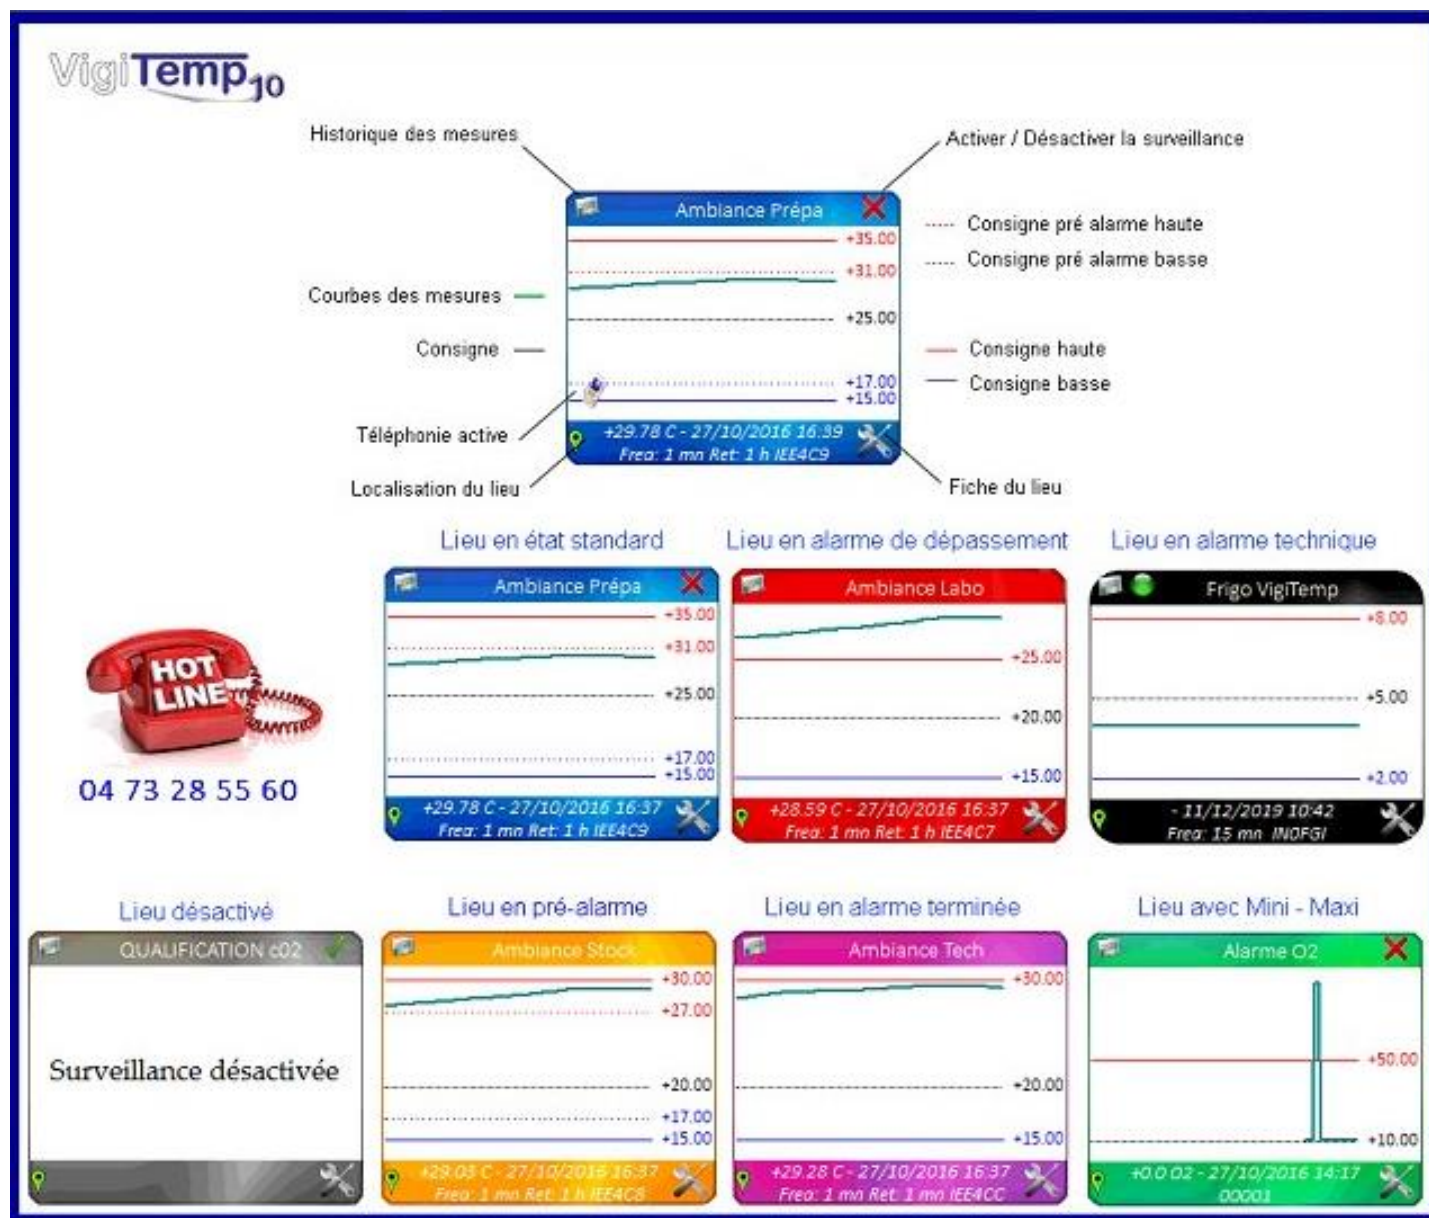 VigiTemp10
Historique des mesures
Activer / Désactiver la surveillance
Ambiance Prépa
+35.00
+31.00
+25.00
+17.00
+15.00
+29.78 C - 27/10/2016 16:39
Freq: 1 mn Ret: 1 h IEE4C9
Consigne pré alarme haute
Consigne pré alarme basse
Courbes des mesures
Consigne
Consigne haute
Consigne basse
Téléphonie active
Localisation du lieu
Fiche du lieu
Lieu en état standard
Ambiance Prépa
+35.00
+31.00
+25.00
+17.00
+15.00
+29.78 C - 27/10/2016 16:37
Freq: 1 mn Ret: 1 h IEE4C9
Lieu en alarme de dépassement
Ambiance Labo
+25.00
+20.00
+15.00
+28.59 C - 27/10/2016 16:37
Freq: 1 mn Ret: 1 h IEE4C7
Lieu en alarme technique
Frigo VigiTemp
+8.00
+5.00
+2.00
- 11/12/2019 10:42
Freq: 15 mn IN0FGI
HOT
LINE
04 73 28 55 60
Lieu désactivé
QUALIFICATION c02
Surveillance désactivée
Lieu en pré-alarme
Ambiance Stock
+30.00
+27.00
+20.00
+17.00
+15.00
+29.03 C - 27/10/2016 16:37
Freq: 1 mn Ret: 1 h IEE4C8
Lieu en alarme terminée
Ambiance Tech
+30.00
+20.00
+15.00
+29.28 C - 27/10/2016 16:37
Freq: 1 mn Ret: 1 mn IEE4CC
Lieu avec Mini - Maxi
Alarme O2
+50.00
+10.00
+0.0 O2 - 27/10/2016 14:17
00001